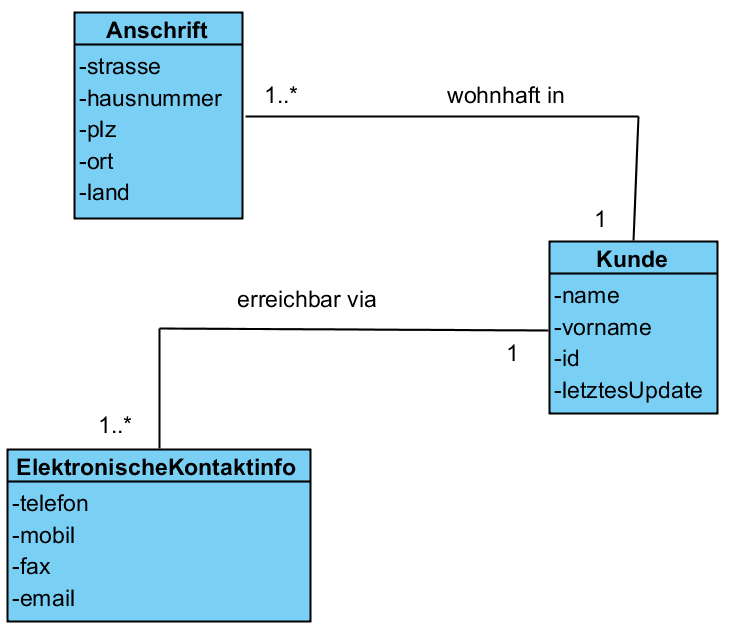 Anschrift
-strasse
-hausnummer
-plz
-ort
-land
1..*
wohnhaft in
1
Kunde
-name
-vorname
-id
-letztesUpdate
erreichbar via
1
1..*
ElektronischeKontaktinfo
-telefon
-mobil
-fax
-email